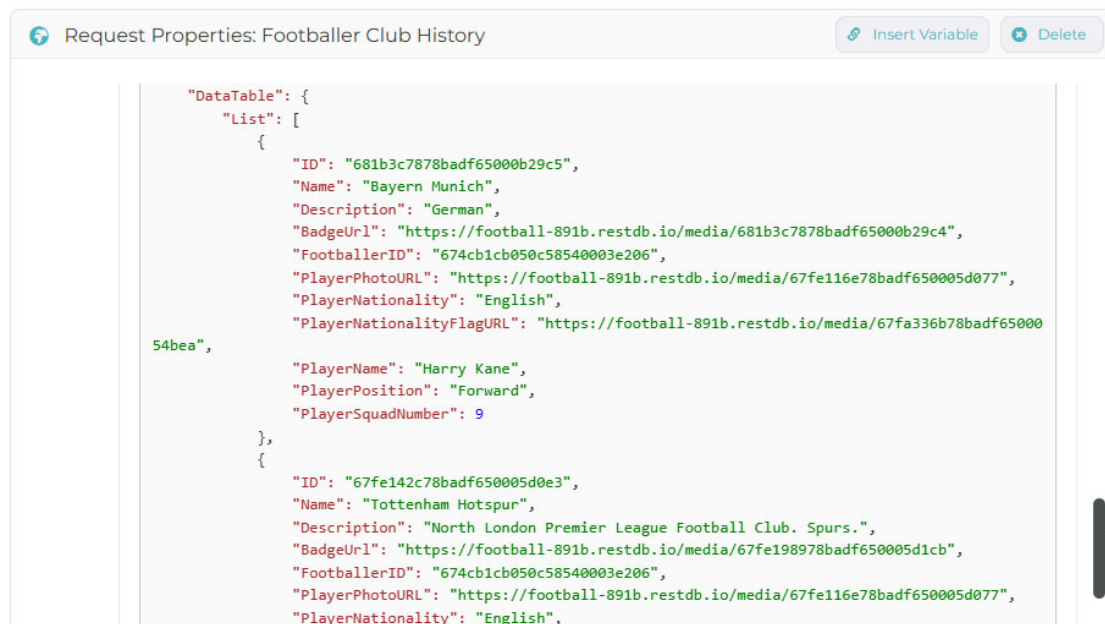 Request Properties: Footballer Club History
Insert Variable
Delete
"DataTable": {
"List": [
{
"ID": "681b3c7878badf65000b29c5",
"Name": "Bayern Munich",
"Description": "German",
"BadgeUrl": "https://football-891b.restdb.io/media/681b3c7878badf65000b29c4",
"FootballerID": "674cb1cb050c58540003e206",
"PlayerPhotoURL": "https://football-891b.restdb.io/media/67fe116e78badf650005d077",
"PlayerNationality": "English",
"PlayerNationalityFlagURL": "https://football-891b.restdb.io/media/67fa336b78badf65000
54bea",
"PlayerName": "Harry Kane",
"PlayerPosition": "Forward",
"PlayerSquadNumber": 9
},
{
"ID": "67fe142c78badf650005d0e3",
"Name": "Tottenham Hotspur",
"Description": "North London Premier League Football Club. Spurs.",
"BadgeUrl": "https://football-891b.restdb.io/media/67fe198978badf650005d1cb",
"FootballerID": "674cb1cb050c58540003e206",
"PlayerPhotoURL": "https://football-891b.restdb.io/media/67fe116e78badf650005d077",
"PlayerNationality": "English",